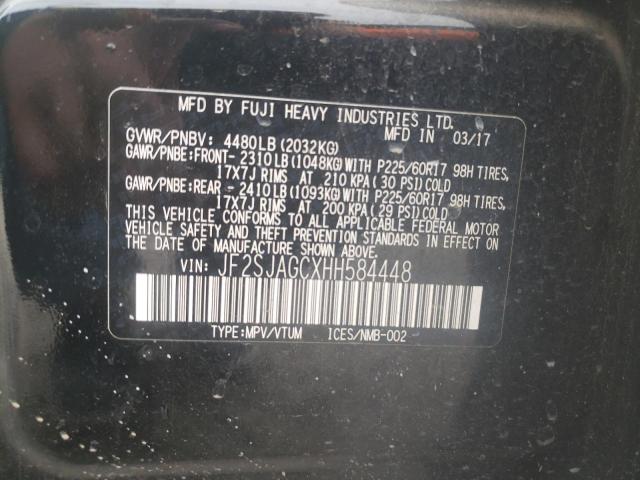 MFD BY FUJI HEAVY INDUSTRIES LTD.
MFD IN 03/17
GVWR/PNBV: 4480LB(2032KG)
GAWR/PNBE:FRONT- 2310LB(1048KG) WITH P225/60R17 98H TIRES,
17X7J RIMS AT 210 KPA(30 PSI)COLD
GAWR/PNBE:REAR - 2410LB(1093KG) WITH P225/60R17 98H TIRES,
17X7J RIMS AT 200 KPA(29 PSI)COLD
THIS VEHICLE CONFORMS TO ALL APPLICABLE FEDERAL MOTOR
VEHICLE SAFETY AND THEFT PREVENTION STANDARDS IN EFFECT ON
THE DATE OF MANUFACTURE SHOWN ABOVE.
VIN: JF2SJAGCXHH584448
TYPE:MPV/VTUM ICES/NMB-002